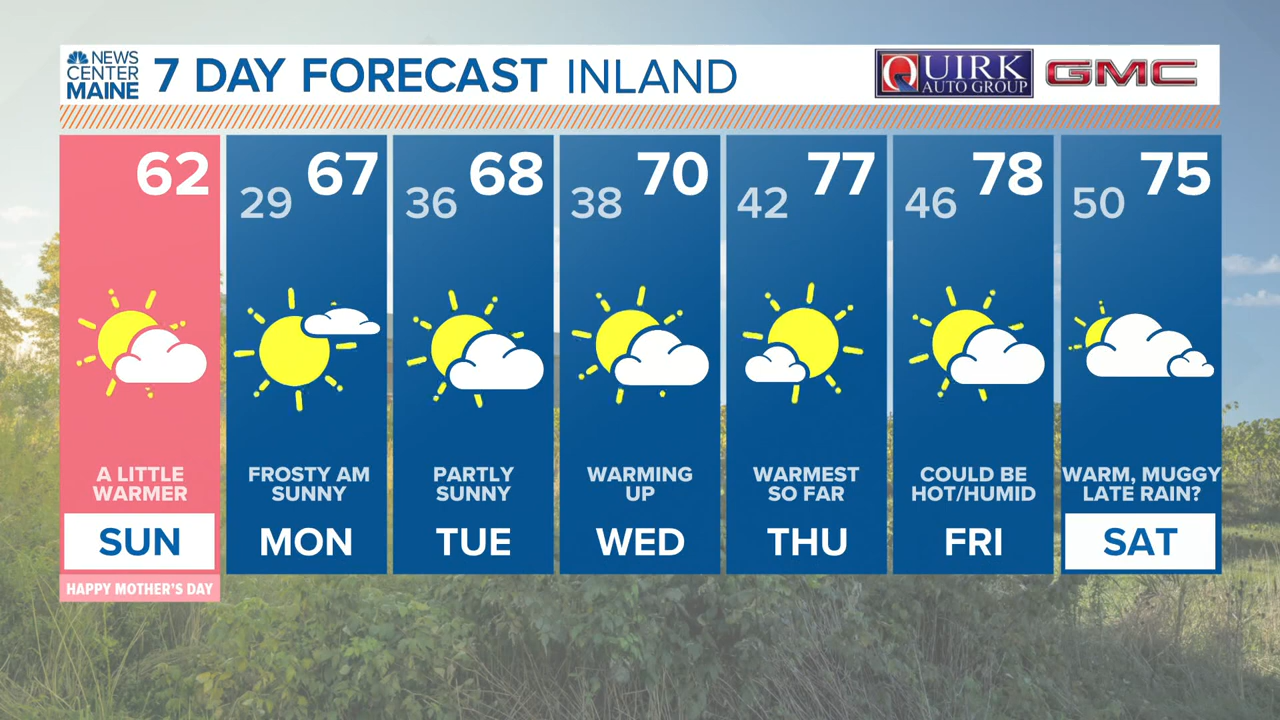 NEWS
CENTER
MAINE
7 DAY FORECAST INLAND
QUIRK
AUTO GROUP
GMC
62
29 67
36 68
38 70
42 77
46 78
50 75
A LITTLE
WARMER
FROSTY AM
SUNNY
PARTLY
SUNNY
WARMING
UP
WARMEST
SO FAR
COULD BE
HOT/HUMID
WARM, MUGGY
LATE RAIN?
SUN
MON
TUE
WED
THU
FRI
SAT
HAPPY MOTHER'S DAY